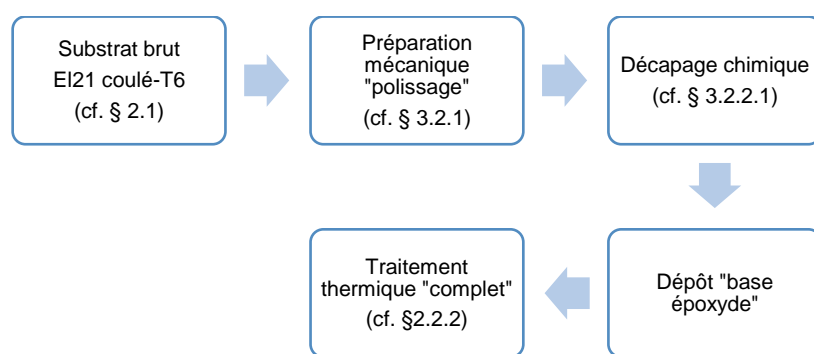 Substrat brut
El21 coulé-T6
(cf. § 2.1)
Préparation
mécanique
"polissage"
(cf. § 3.2.1)
Décapage chimique
(cf. § 3.2.2.1)
Dépôt "base
époxyde"
Traitement
thermique "complet"
(cf. §2.2.2)